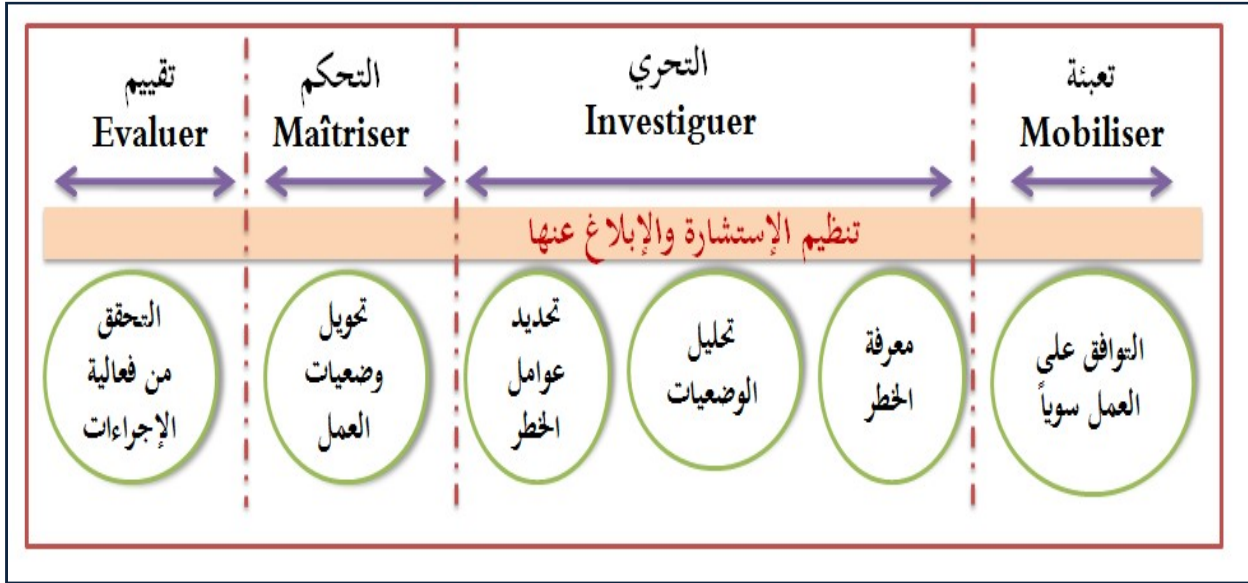 تعبئة
Mobiliser
التحري
Investiguer
التحكم
Maîtriser
تقييم
Evaluer
تنظيم الإستشارة والإبلاغ عنها
التوافق على
العمل سوياً
معرفة
الخطر
تحليل
الوضعيات
تحديد
عوامل
الخطر
تحويل
وضعيات
العمل
التحقق
من فعالية
الإجراءات